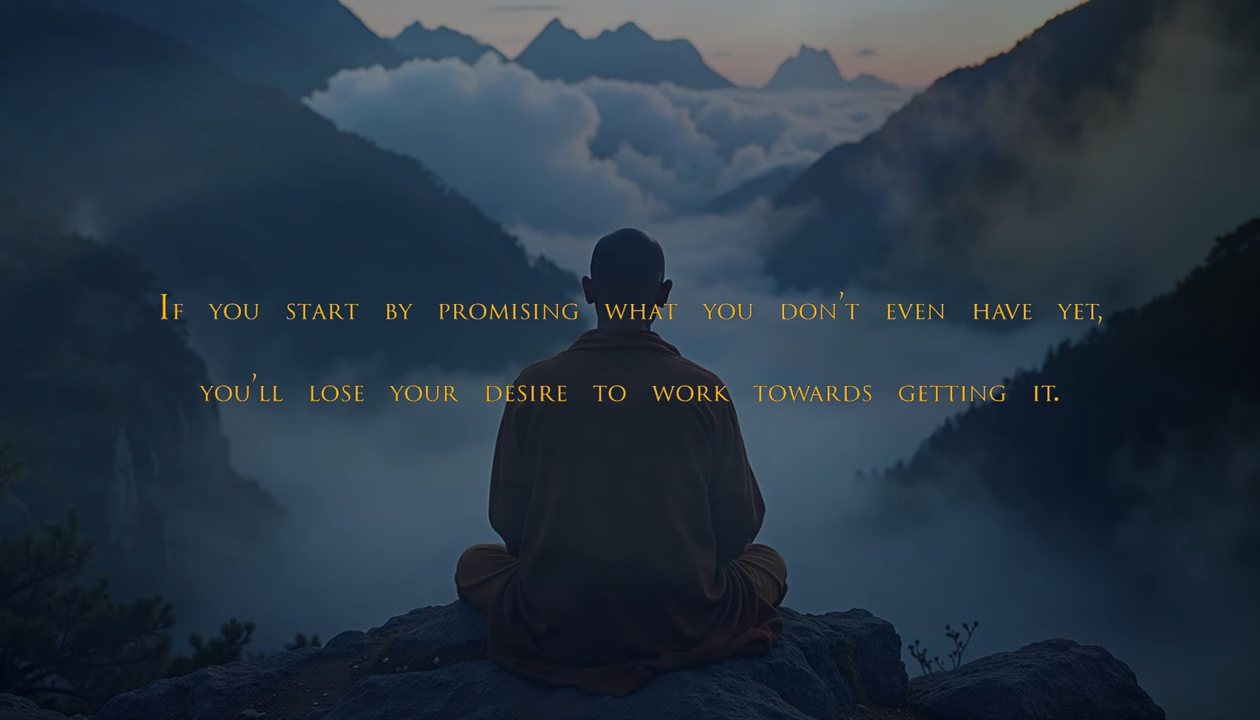 If you start by promising what you don't even have yet,
you'll lose your desire to work towards getting it.